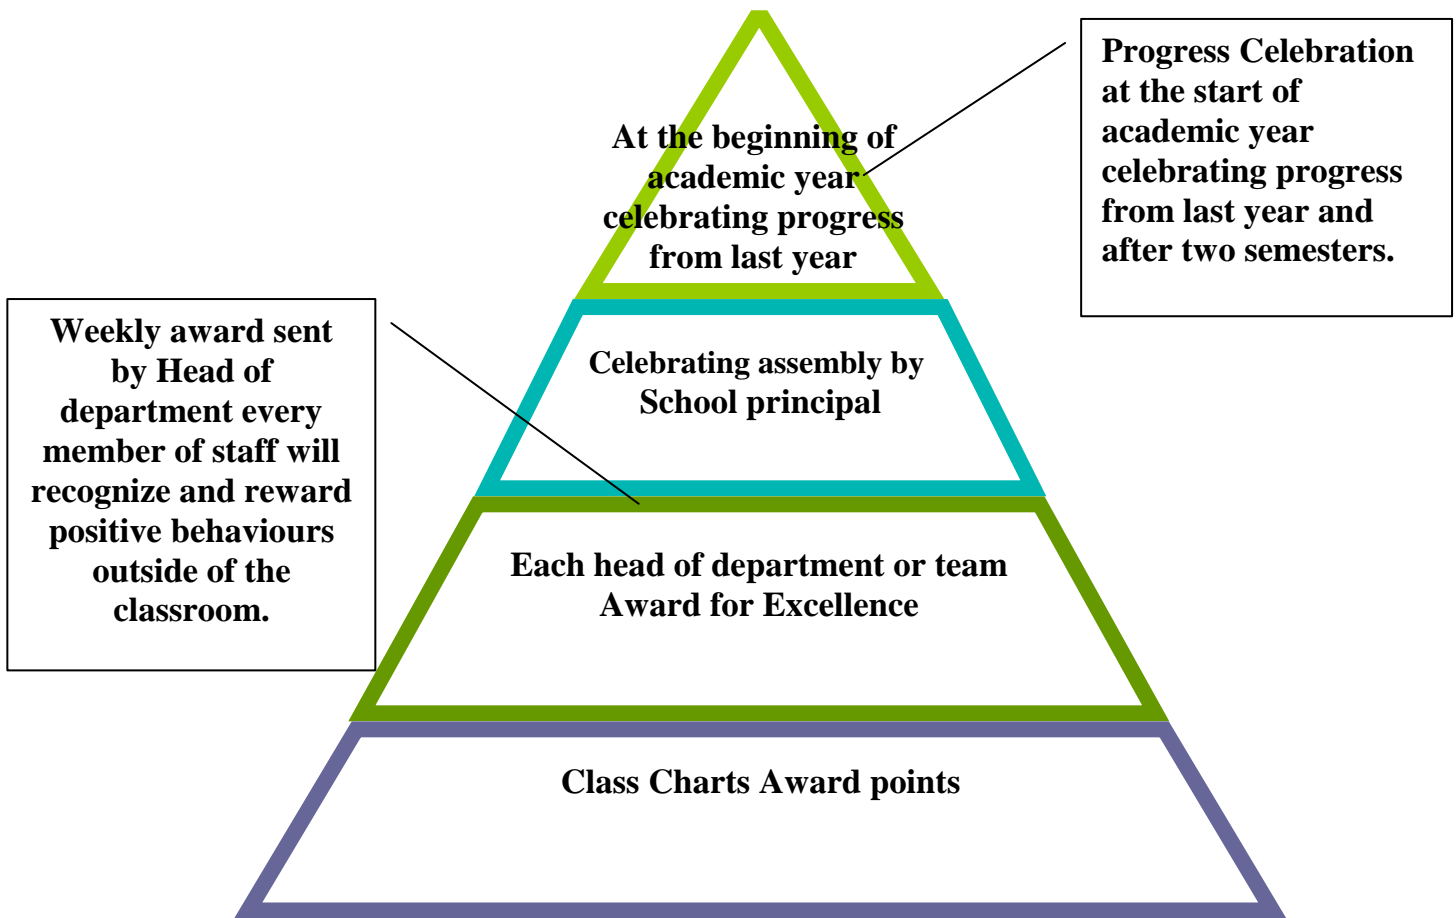 Progress Celebration
at the start of
academic year
celebrating progress
from last year and
after two semesters.
At the beginning of
academic year
celebrating progress
from last year
Weekly award sent
by Head of
department every
member of staff will
recognize and reward
positive behaviours
outside of the
classroom.
Celebrating assembly by
School principal
Each head of department or team
Award for Excellence
Class Charts Award points